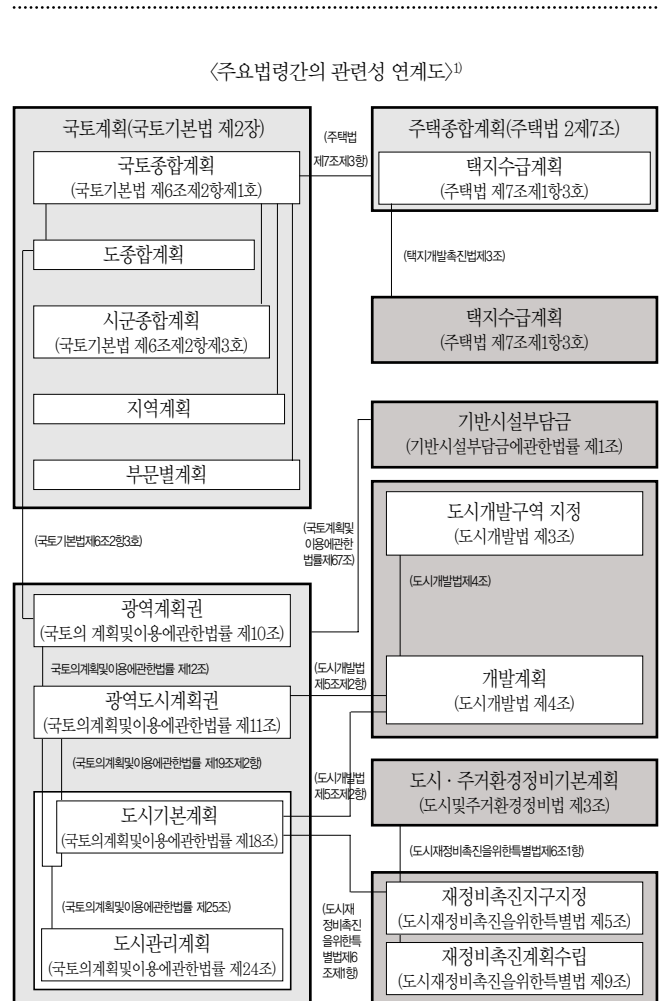 〈주요법령간의 관련성 연계도〉1)
국토계획(국토기본법 제2장)
국토종합계획
(국토기본법 제6조제2항제1호)
도종합계획
시군종합계획
(국토기본법 제6조제2항제3호)
지역계획
부문별계획
(주택법
제7조제3항)
주택종합계획(주택법 2제7조)
택지수급계획
(주택법 제7조제1항3호)
(택지개발촉진법제3조)
택지수급계획
(주택법 제7조제1항3호)
기반시설부담금
(기반시설부담금에관한법률 제1조)
(국토기본법제6조2항3호)
(국토계획및
이용에관한
법률제67조)
도시개발구역 지정
(도시개발법 제3조)
(도시개발법제4조)
개발계획
(도시개발법 제4조)
광역계획권
(국토의 계획및이용에관한법률 제10조)
국토의계획및이용에관한법률 제12조)
광역도시계획권
(국토의계획및이용에관한법률 제11조)
(도시개발법
제5조제2항)
(국토의계획및이용에관한법률 제19조제2항)
(도시개발법
제5조제2항)
도시기본계획
(국토의계획및이용에관한법률 제18조)
(국토의계획및이용에관한법률 제25조)
도시관리계획
(국토의계획및이용에관한법률 제24조)
도시 · 주거환경정비기본계획
(도시및주거환경정비법 제3조)
(도시재정비촉진을위한특별법제6조1항)
(도시재
정비촉진
을위한특
별법제6
조제1항)
재정비촉진지구지정
(도시재정비촉진을위한특별법 제5조)
재정비촉진계획수립
(도시재정비촉진을위한특별법 제9조)